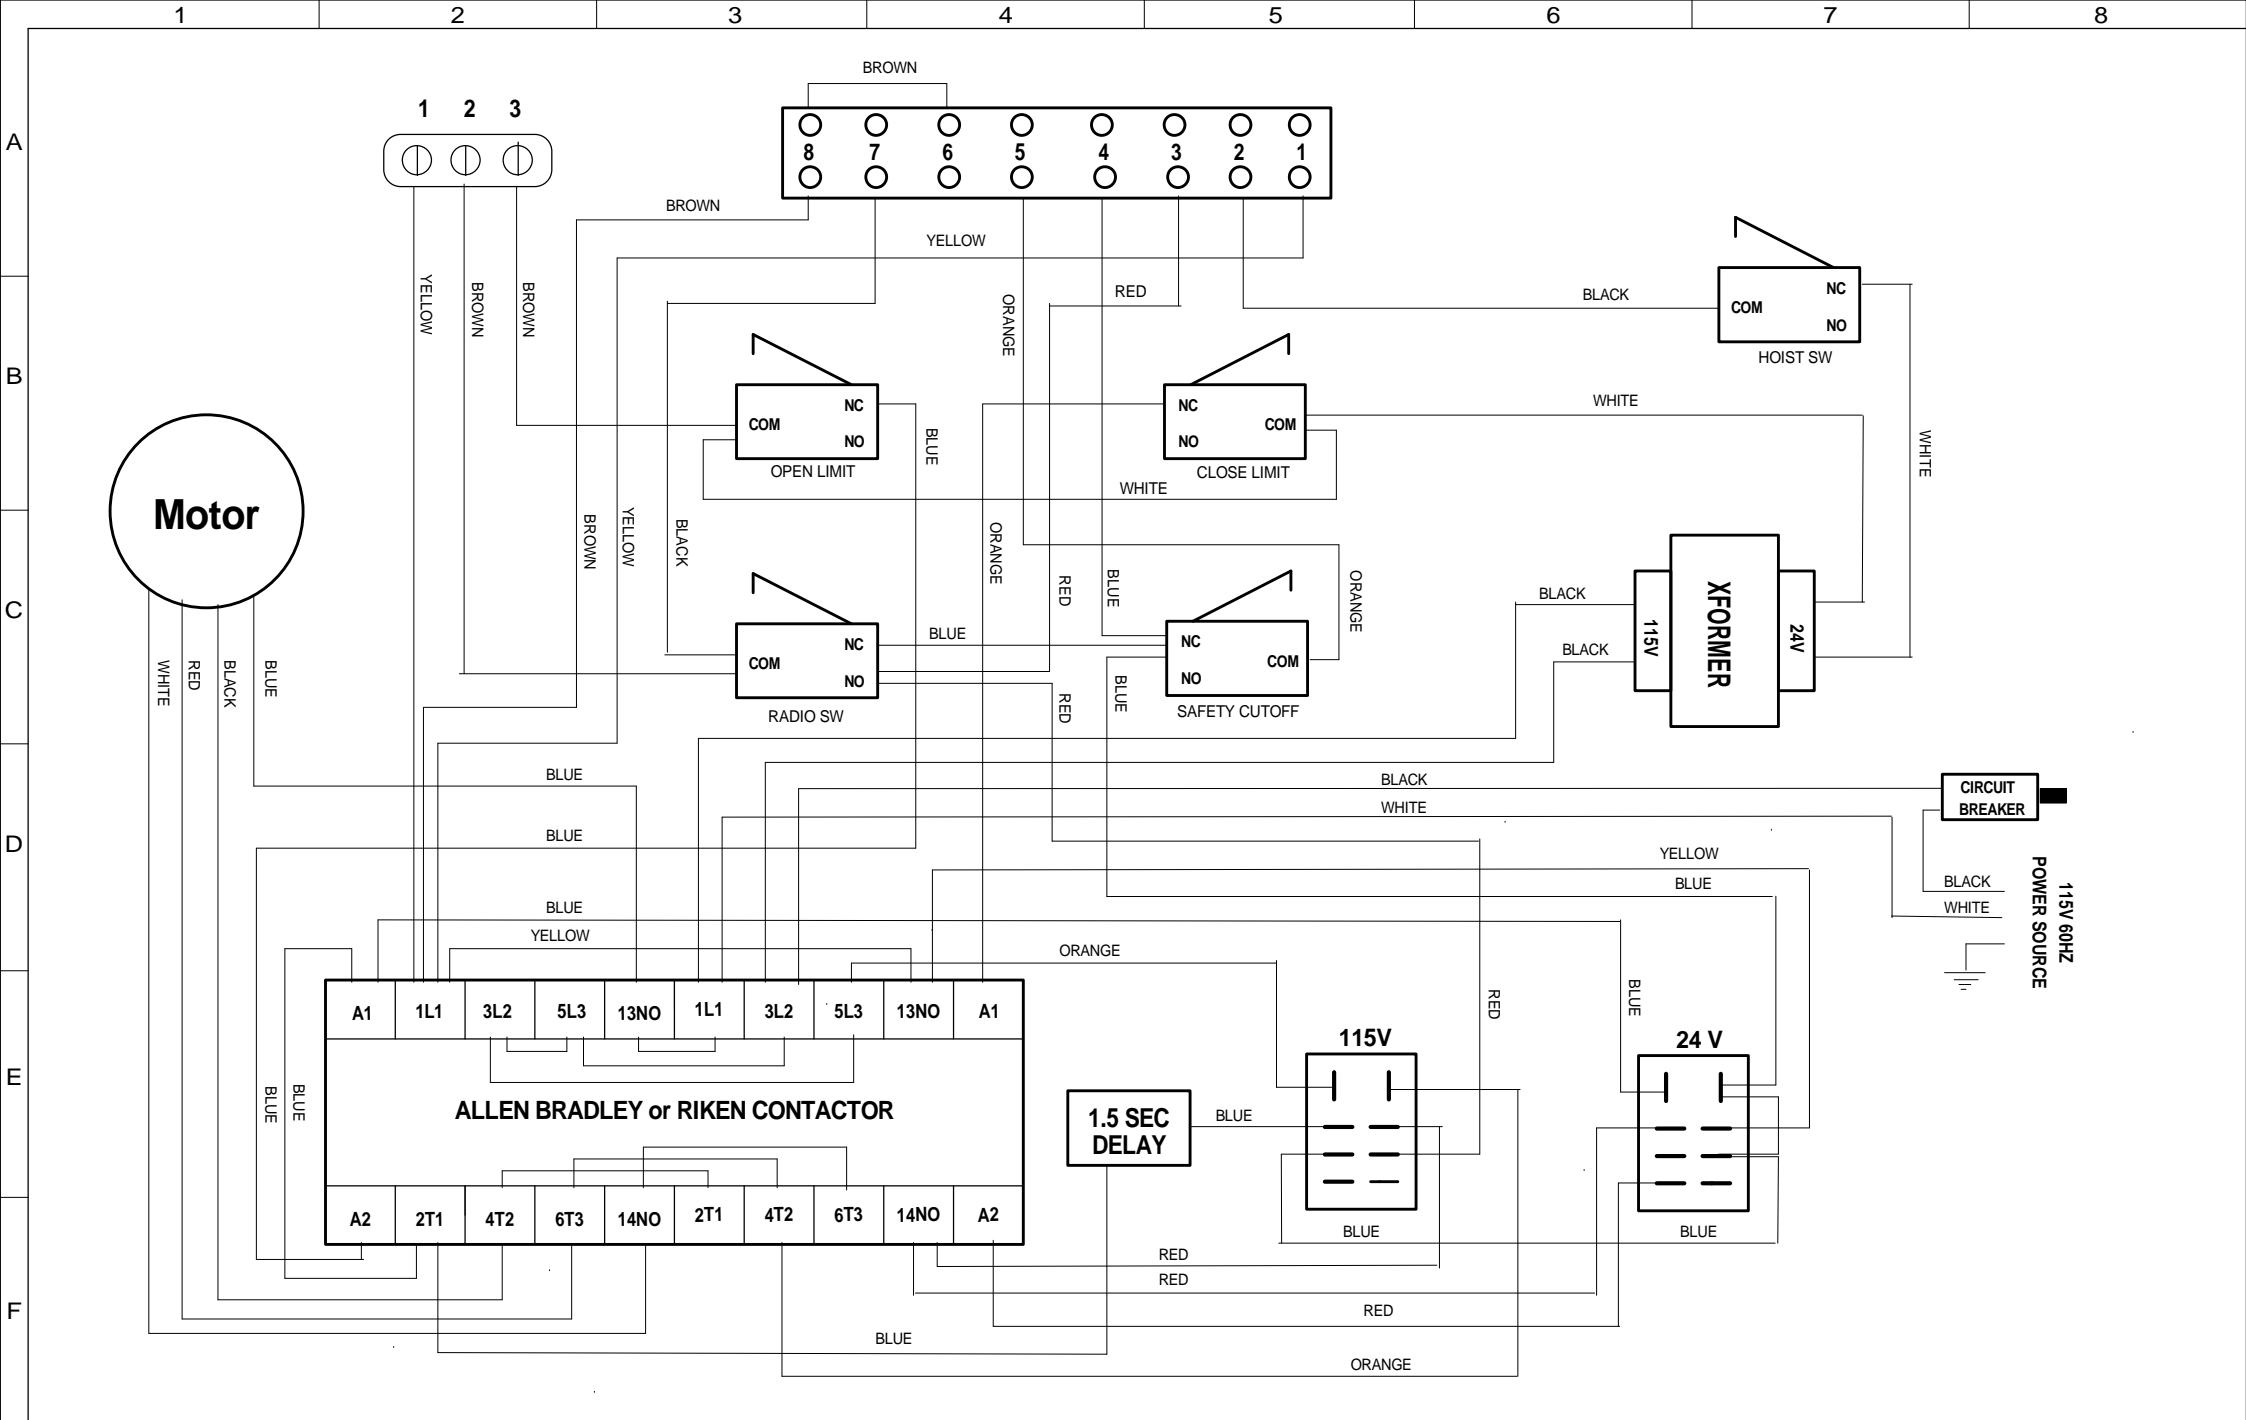 1 2 3 4 5 6 7 8
BROWN
1 2 3
A
8 7 6 5 4 3 2 1
BROWN
YELLOW
YELLOW
BROWN
BROWN
ORANGE
RED
BLACK
COM
NC
NO
HOIST SW
B
COM
NC
NO
OPEN LIMIT
BLUE
NC
NO
COM
CLOSE LIMIT
WHITE
WHITE
WHITE
Motor
BROWN
YELLOW
BLACK
ORANGE
RED
BLUE
ORANGE
C
COM
NC
NO
RADIO SW
BLUE
NC
NO
COM
SAFETY CUTOFF
BLACK
BLACK
115V
XFORMER
24V
WHITE
RED
BLACK
BLUE
RED
BLUE
BLUE
BLACK
WHITE
CIRCUIT
BREAKER
D
BLUE
YELLOW
BLUE
BLACK
WHITE
115V 60HZ
POWER SOURCE
BLUE
YELLOW
ORANGE
A1 1L1 3L2 5L3 13NO 1L1 3L2 5L3 13NO A1
RED
BLUE
115V
24 V
E
BLUE
BLUE
ALLEN BRADLEY or RIKEN CONTACTOR
1.5 SEC
DELAY
BLUE
A2 2T1 4T2 6T3 14NO 2T1 4T2 6T3 14NO A2
BLUE
BLUE
RED
RED
F
RED
BLUE
ORANGE